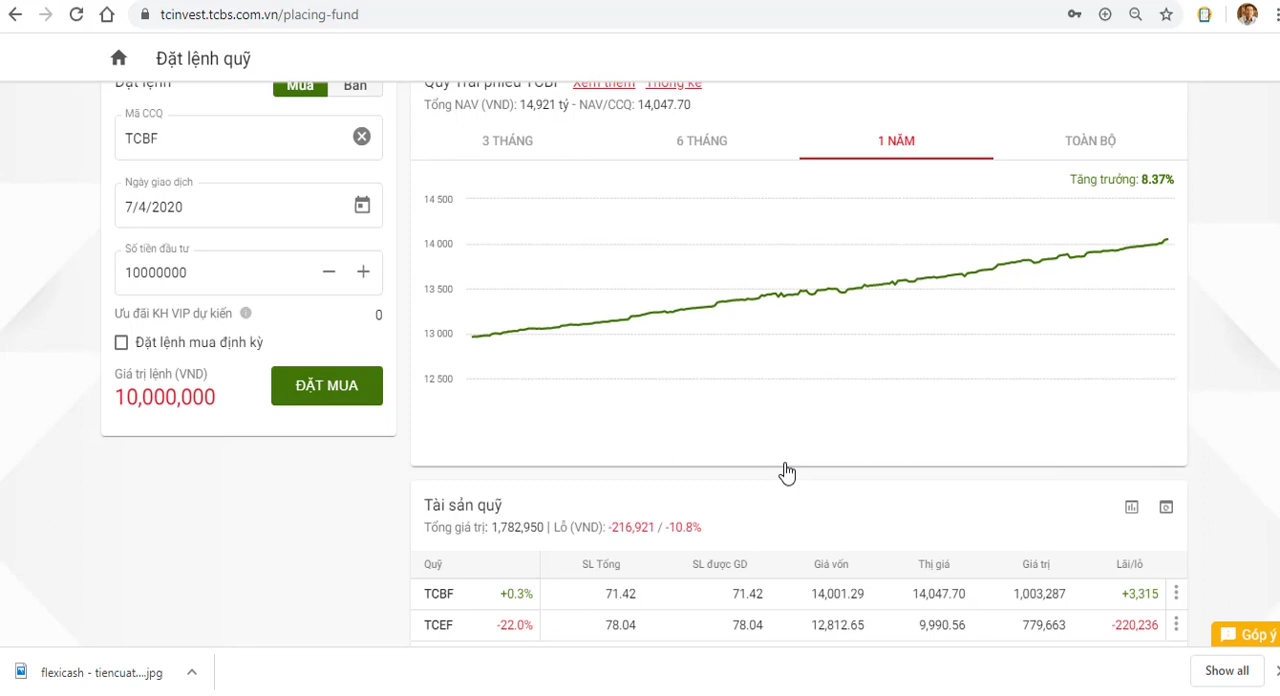 tcinvest.tcbs.com.vn/placing-fund
Đặt lệnh quỹ
Đặt lệnh Mua Bán
Mã CCQ
TCBF
Ngày giao dịch
7/4/2020
Số tiền đầu tư
10000000
Ưu đãi KH VIP dự kiến 0
Đặt lệnh mua định kỳ
Giá trị lệnh (VND)
10,000,000
ĐẶT MUA
Quỹ Trái phiếu TCBF Xem thêm Thống kê
Tổng NAV (VND): 14,921 tỷ - NAV/CCQ: 14,047.70
3 THÁNG 6 THÁNG 1 NĂM TOÀN BỘ
Tăng trưởng: 8.37%
14 500
14 000
13 500
13 000
12 500
Tài sản quỹ
Tổng giá trị: 1,782,950 | Lỗ (VND): -216,921 / -10.8%
Quỹ SL Tổng SL được GD Giá vốn Thị giá Giá trị Lãi/lỗ
TCBF +0.3% 71.42 71.42 14,001.29 14,047.70 1,003,287 +3,315
TCEF -22.0% 78.04 78.04 12,812.65 9,990.56 779,663 -220,236
Góp ý
flexicash - tiencuat....jpg
Show all